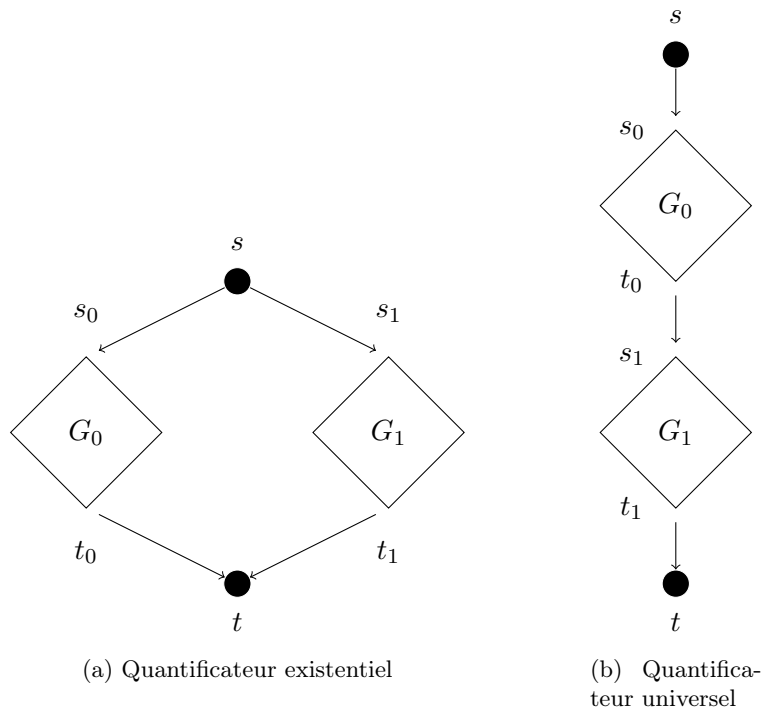 s
s₀
s₁
G₀
G₁
t₀
t₁
t
(a) Quantificateur existentiel
s
s₀
G₀
t₀
s₁
G₁
t₁
t
(b) Quantifica-
teur universel